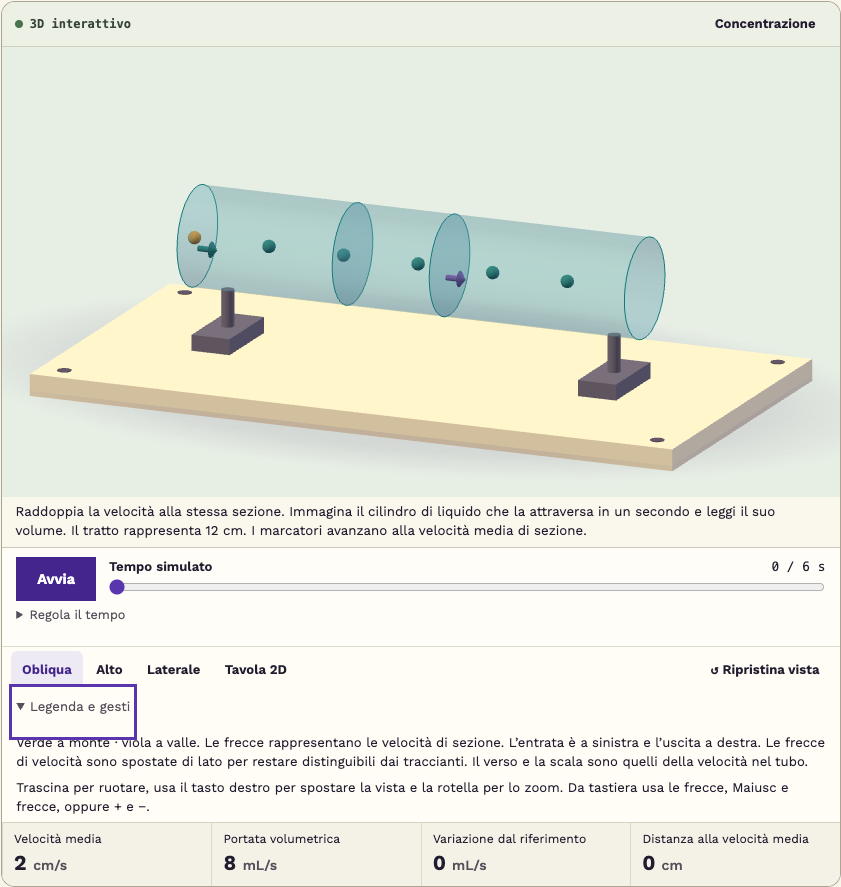 3D interattivo
Concentrazione
Raddoppia la velocità alla stessa sezione. Immagina il cilindro di liquido che la attraversa in un secondo e leggi il suo
volume. Il tratto rappresenta 12 cm. I marcatori avanzano alla velocità media di sezione.
Avvia
Tempo simulato
0 / 6 s
▶ Regola il tempo
Obliqua
Alto
Laterale
Tavola 2D
↺ Ripristina vista
▼ Legenda e gesti
Verde a monte · viola a valle. Le frecce rappresentano le velocità di sezione. L’entrata è a sinistra e l’uscita a destra. Le frecce
di velocità sono spostate di lato per restare distinguibili dai traccianti. Il verso e la scala sono quelli della velocità nel tubo.
Trascina per ruotare, usa il tasto destro per spostare la vista e la rotella per lo zoom. Da tastiera usa le frecce, Maiusc e
frecce, oppure + e −.
Velocità media
2 cm/s
Portata volumetrica
8 mL/s
Variazione dal riferimento
0 mL/s
Distanza alla velocità media
0 cm